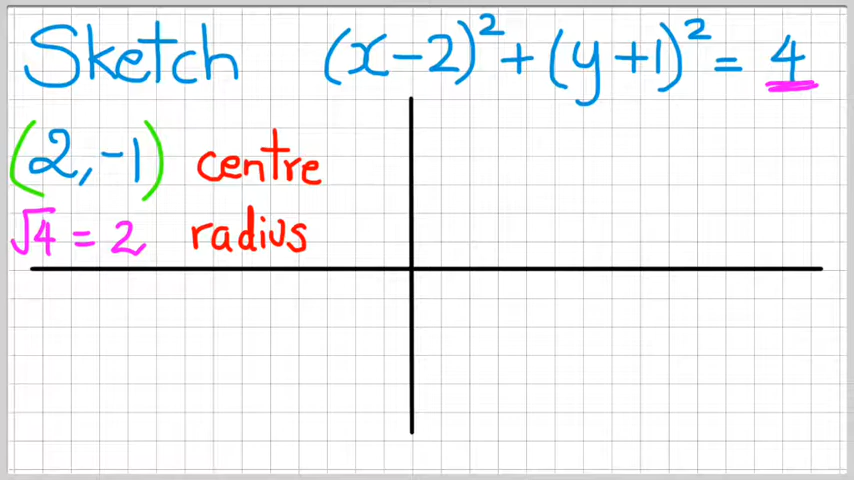 Sketch (x-2)²+(y+1)²=4
(2,-1) centre
√4=2 radius